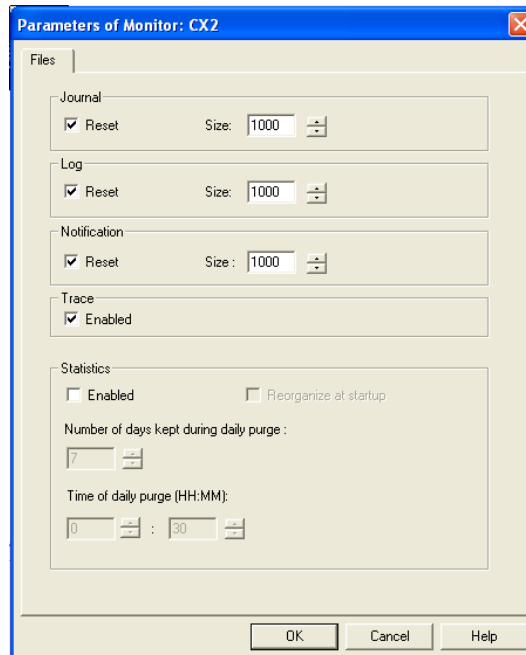 Parameters of Monitor: CX2
Files
Journal
Reset Size: 1000
Log
Reset Size: 1000
Notification
Reset Size : 1000
Trace
Enabled
Statistics
Enabled Reorganize at startup
Number of days kept during daily purge :
7
Time of daily purge (HH:MM):
0 : 30
OK Cancel Help